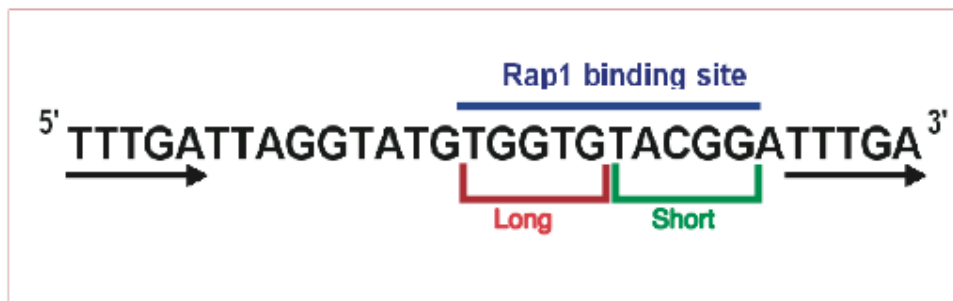 Rap1 binding site
5' TTTGATTAGGTATGTGGTGTACGGATTTGA 3'
Long Short